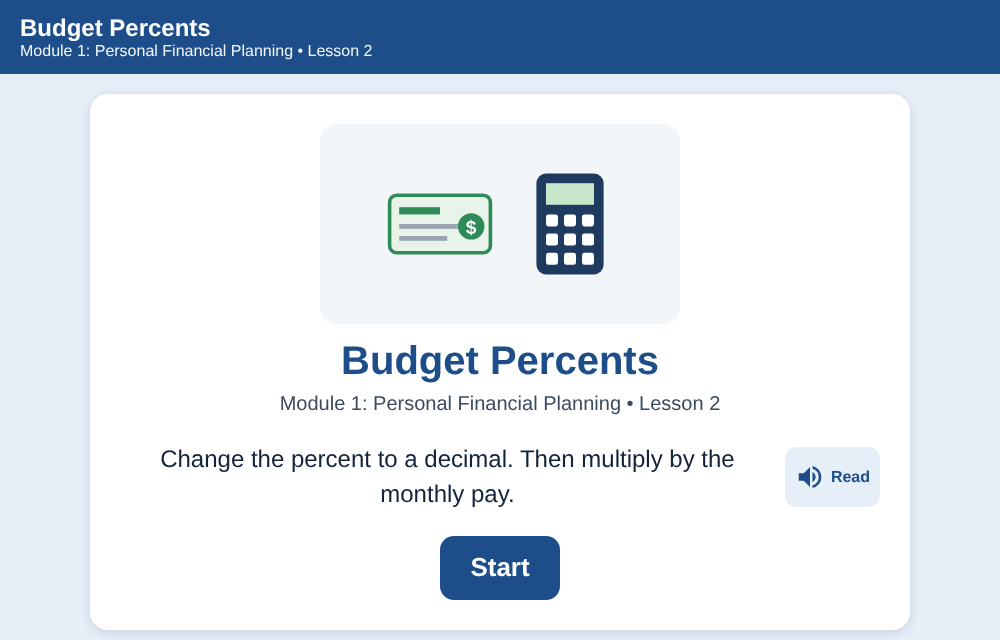 Budget Percents
Module 1: Personal Financial Planning • Lesson 2
$
Budget Percents
Module 1: Personal Financial Planning • Lesson 2
Change the percent to a decimal. Then multiply by the
monthly pay.
Read
Start